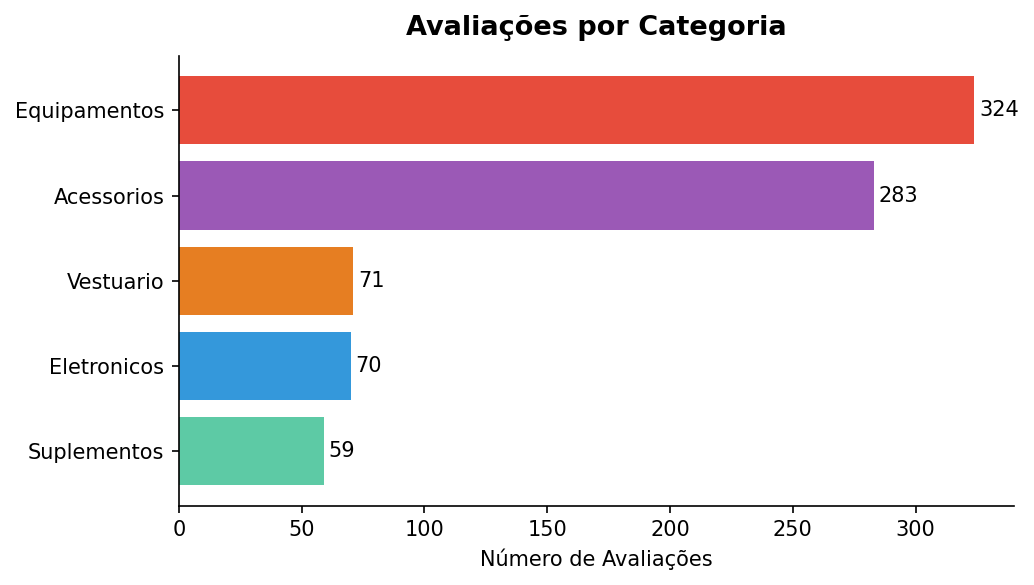 Avaliações por Categoria
Equipamentos 324
Acessorios 283
Vestuario 71
Eletronicos 70
Suplementos 59
0 50 100 150 200 250 300
Número de Avaliações